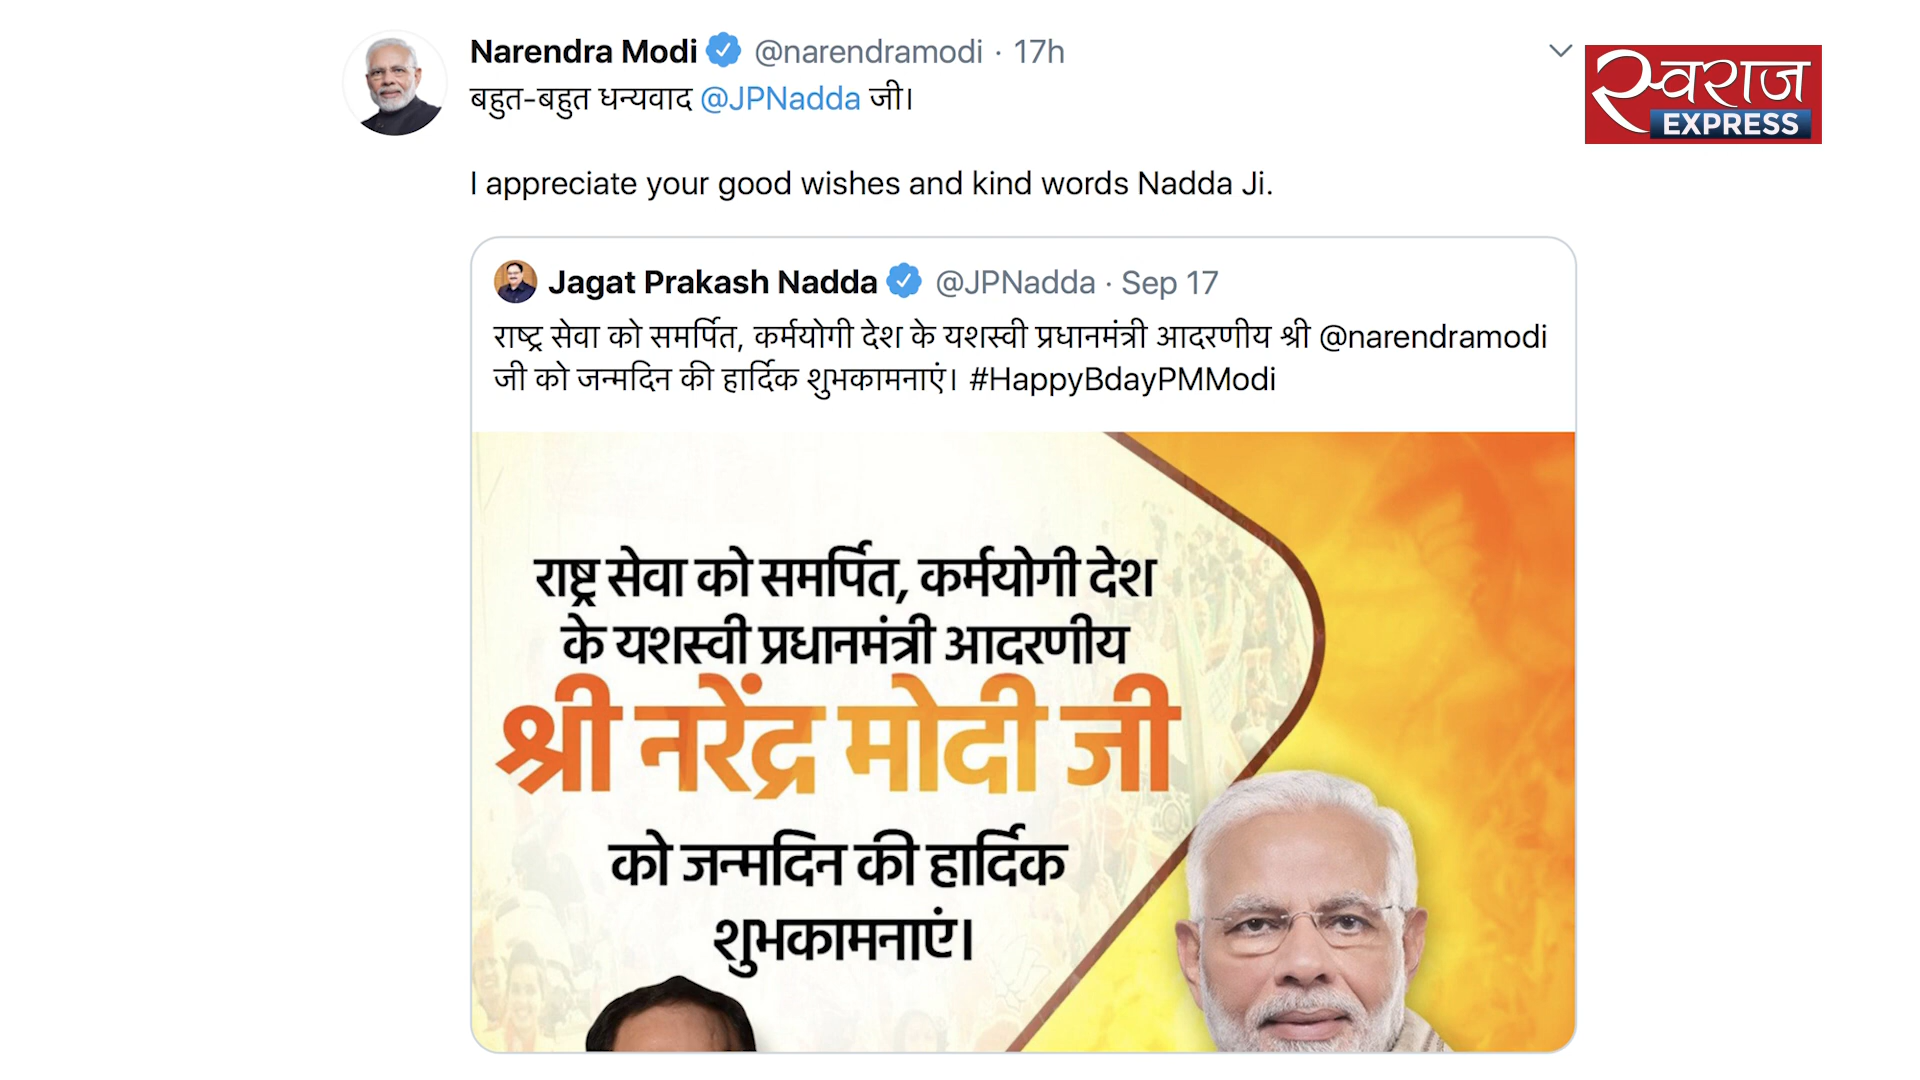 Narendra Modi @narendramodi · 17h
बहुत-बहुत धन्यवाद @JPNadda जी।
I appreciate your good wishes and kind words Nadda Ji.
स्वराज
EXPRESS
Jagat Prakash Nadda @JPNadda · Sep 17
राष्ट्र सेवा को समर्पित, कर्मयोगी देश के यशस्वी प्रधानमंत्री आदरणीय श्री @narendramodi
जी को जन्मदिन की हार्दिक शुभकामनाएं। #HappyBdayPMModi
राष्ट्र सेवा को समर्पित, कर्मयोगी देश
के यशस्वी प्रधानमंत्री आदरणीय
श्री नरेंद्र मोदी जी
को जन्मदिन की हार्दिक
शुभकामनाएं।